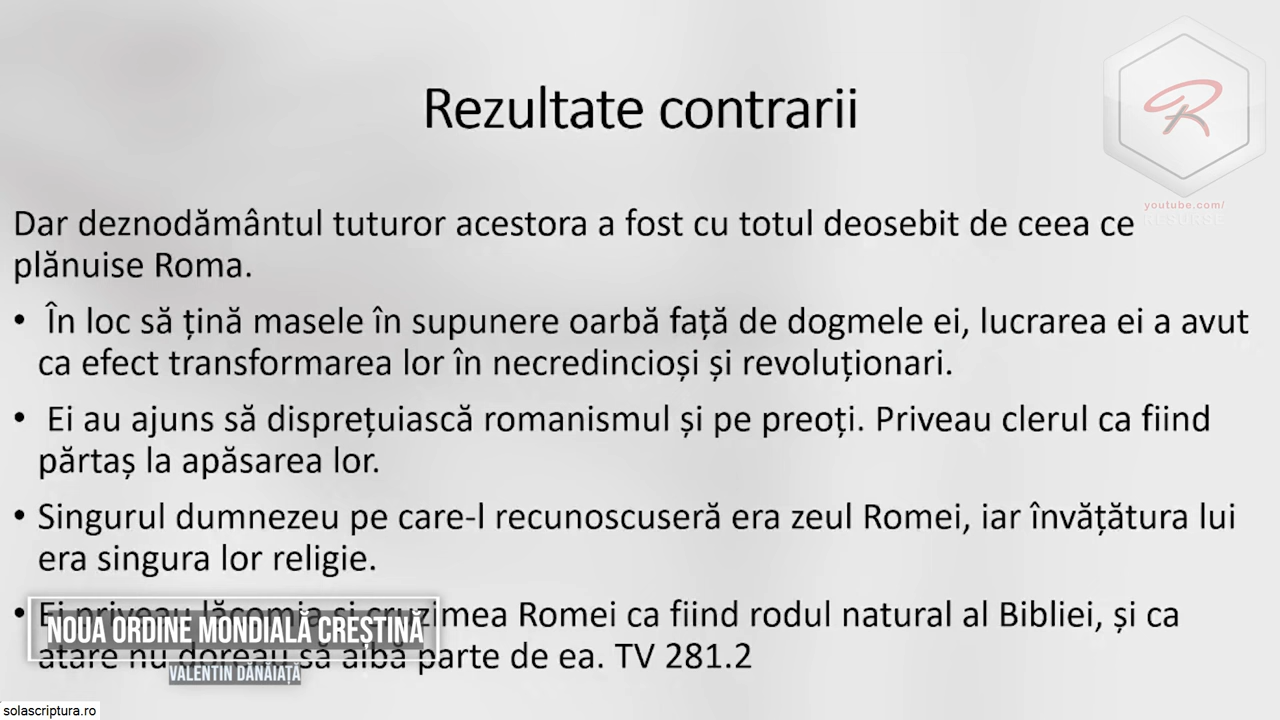 Rezultate contrarii
R
youtube.com/
RESURSE
Dar deznodământul tuturor acestora a fost cu totul deosebit de ceea ce
plănuise Roma.
• În loc să țină masele în supunere oarbă față de dogmele ei, lucrarea ei a avut
ca efect transformarea lor în necredincioși și revoluționari.
• Ei au ajuns să disprețuiască romanismul și pe preoți. Priveau clerul ca fiind
părtaș la apăsarea lor.
• Singurul dumnezeu pe care-l recunoscuseră era zeul Romei, iar învățătura lui
era singura lor religie.
• Ei priveau lăcomia și cruzimea Romei ca fiind rodul natural al Bibliei, și ca
atare nu doreau să aibă parte de ea. TV 281.2
NOUA ORDINE MONDIALĂ CREȘTINĂ
VALENTIN DĂNĂIAȚĂ
solascriptura.ro